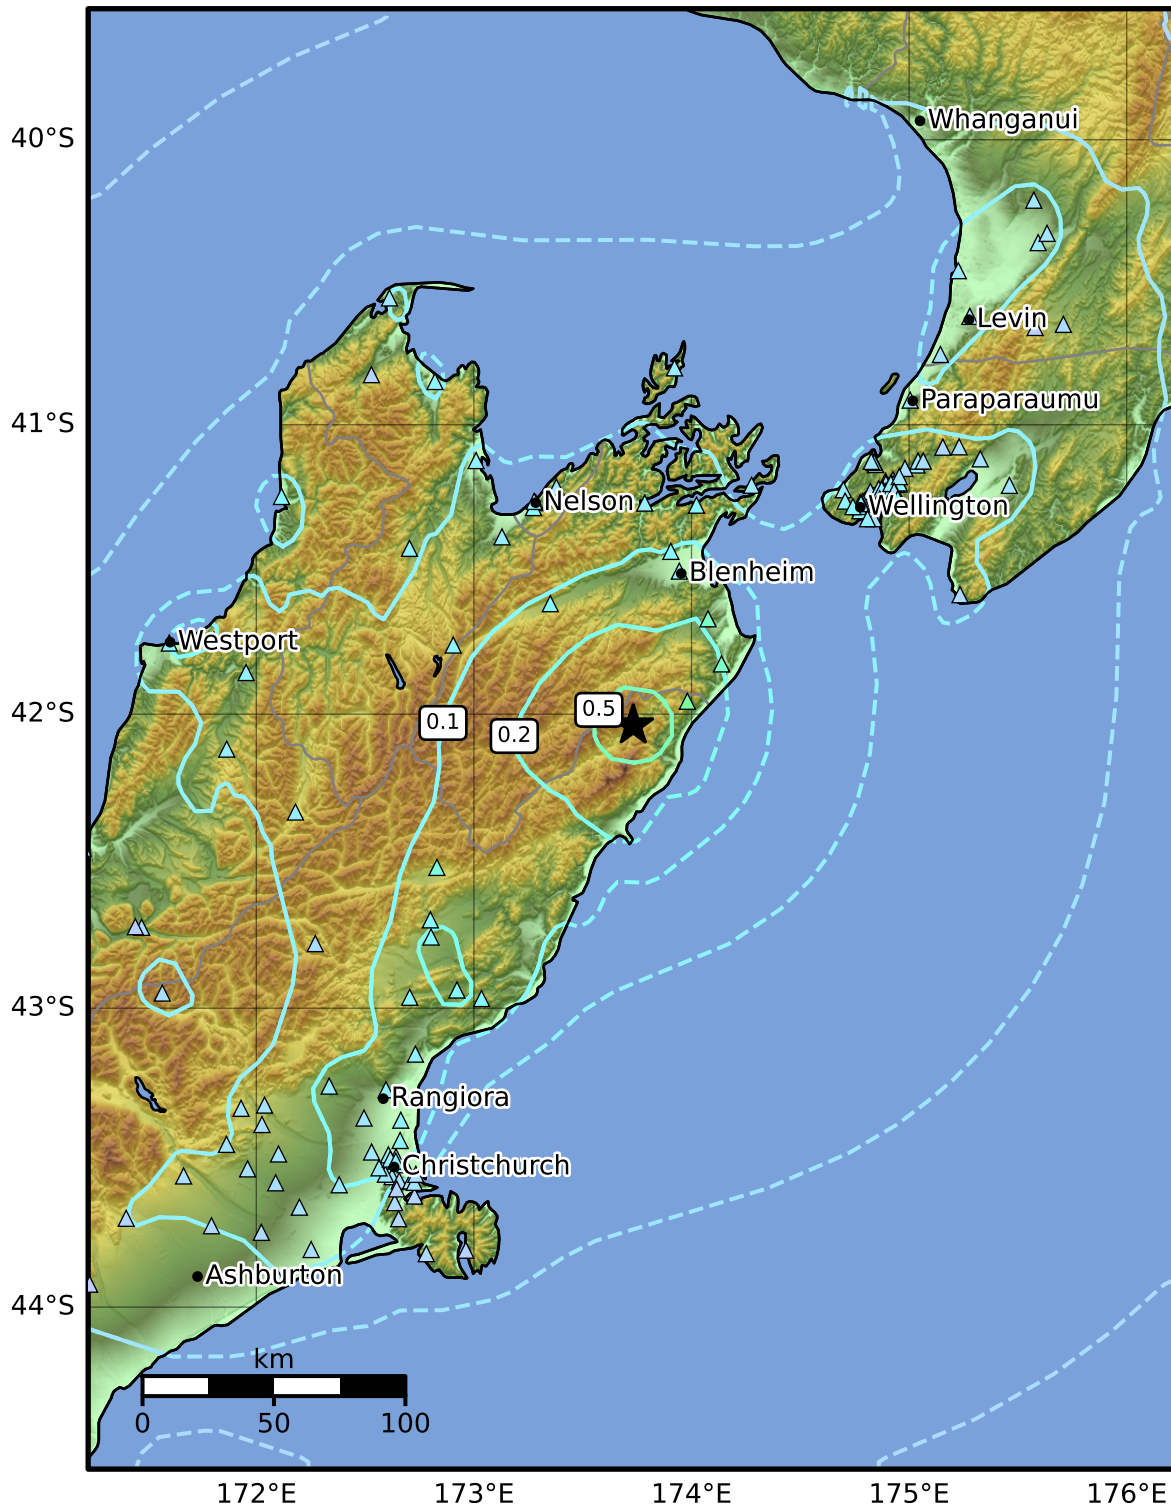 40°S
Whanganui
Levin
Paraparaumu
41°S
Nelson
Wellington
Blenheim
Westport
42°S
0.1
0.2
0.5
43°S
Rangiora
Christchurch
Ashburton
44°S
km
0 50 100
172°E 173°E 174°E 175°E 176°E